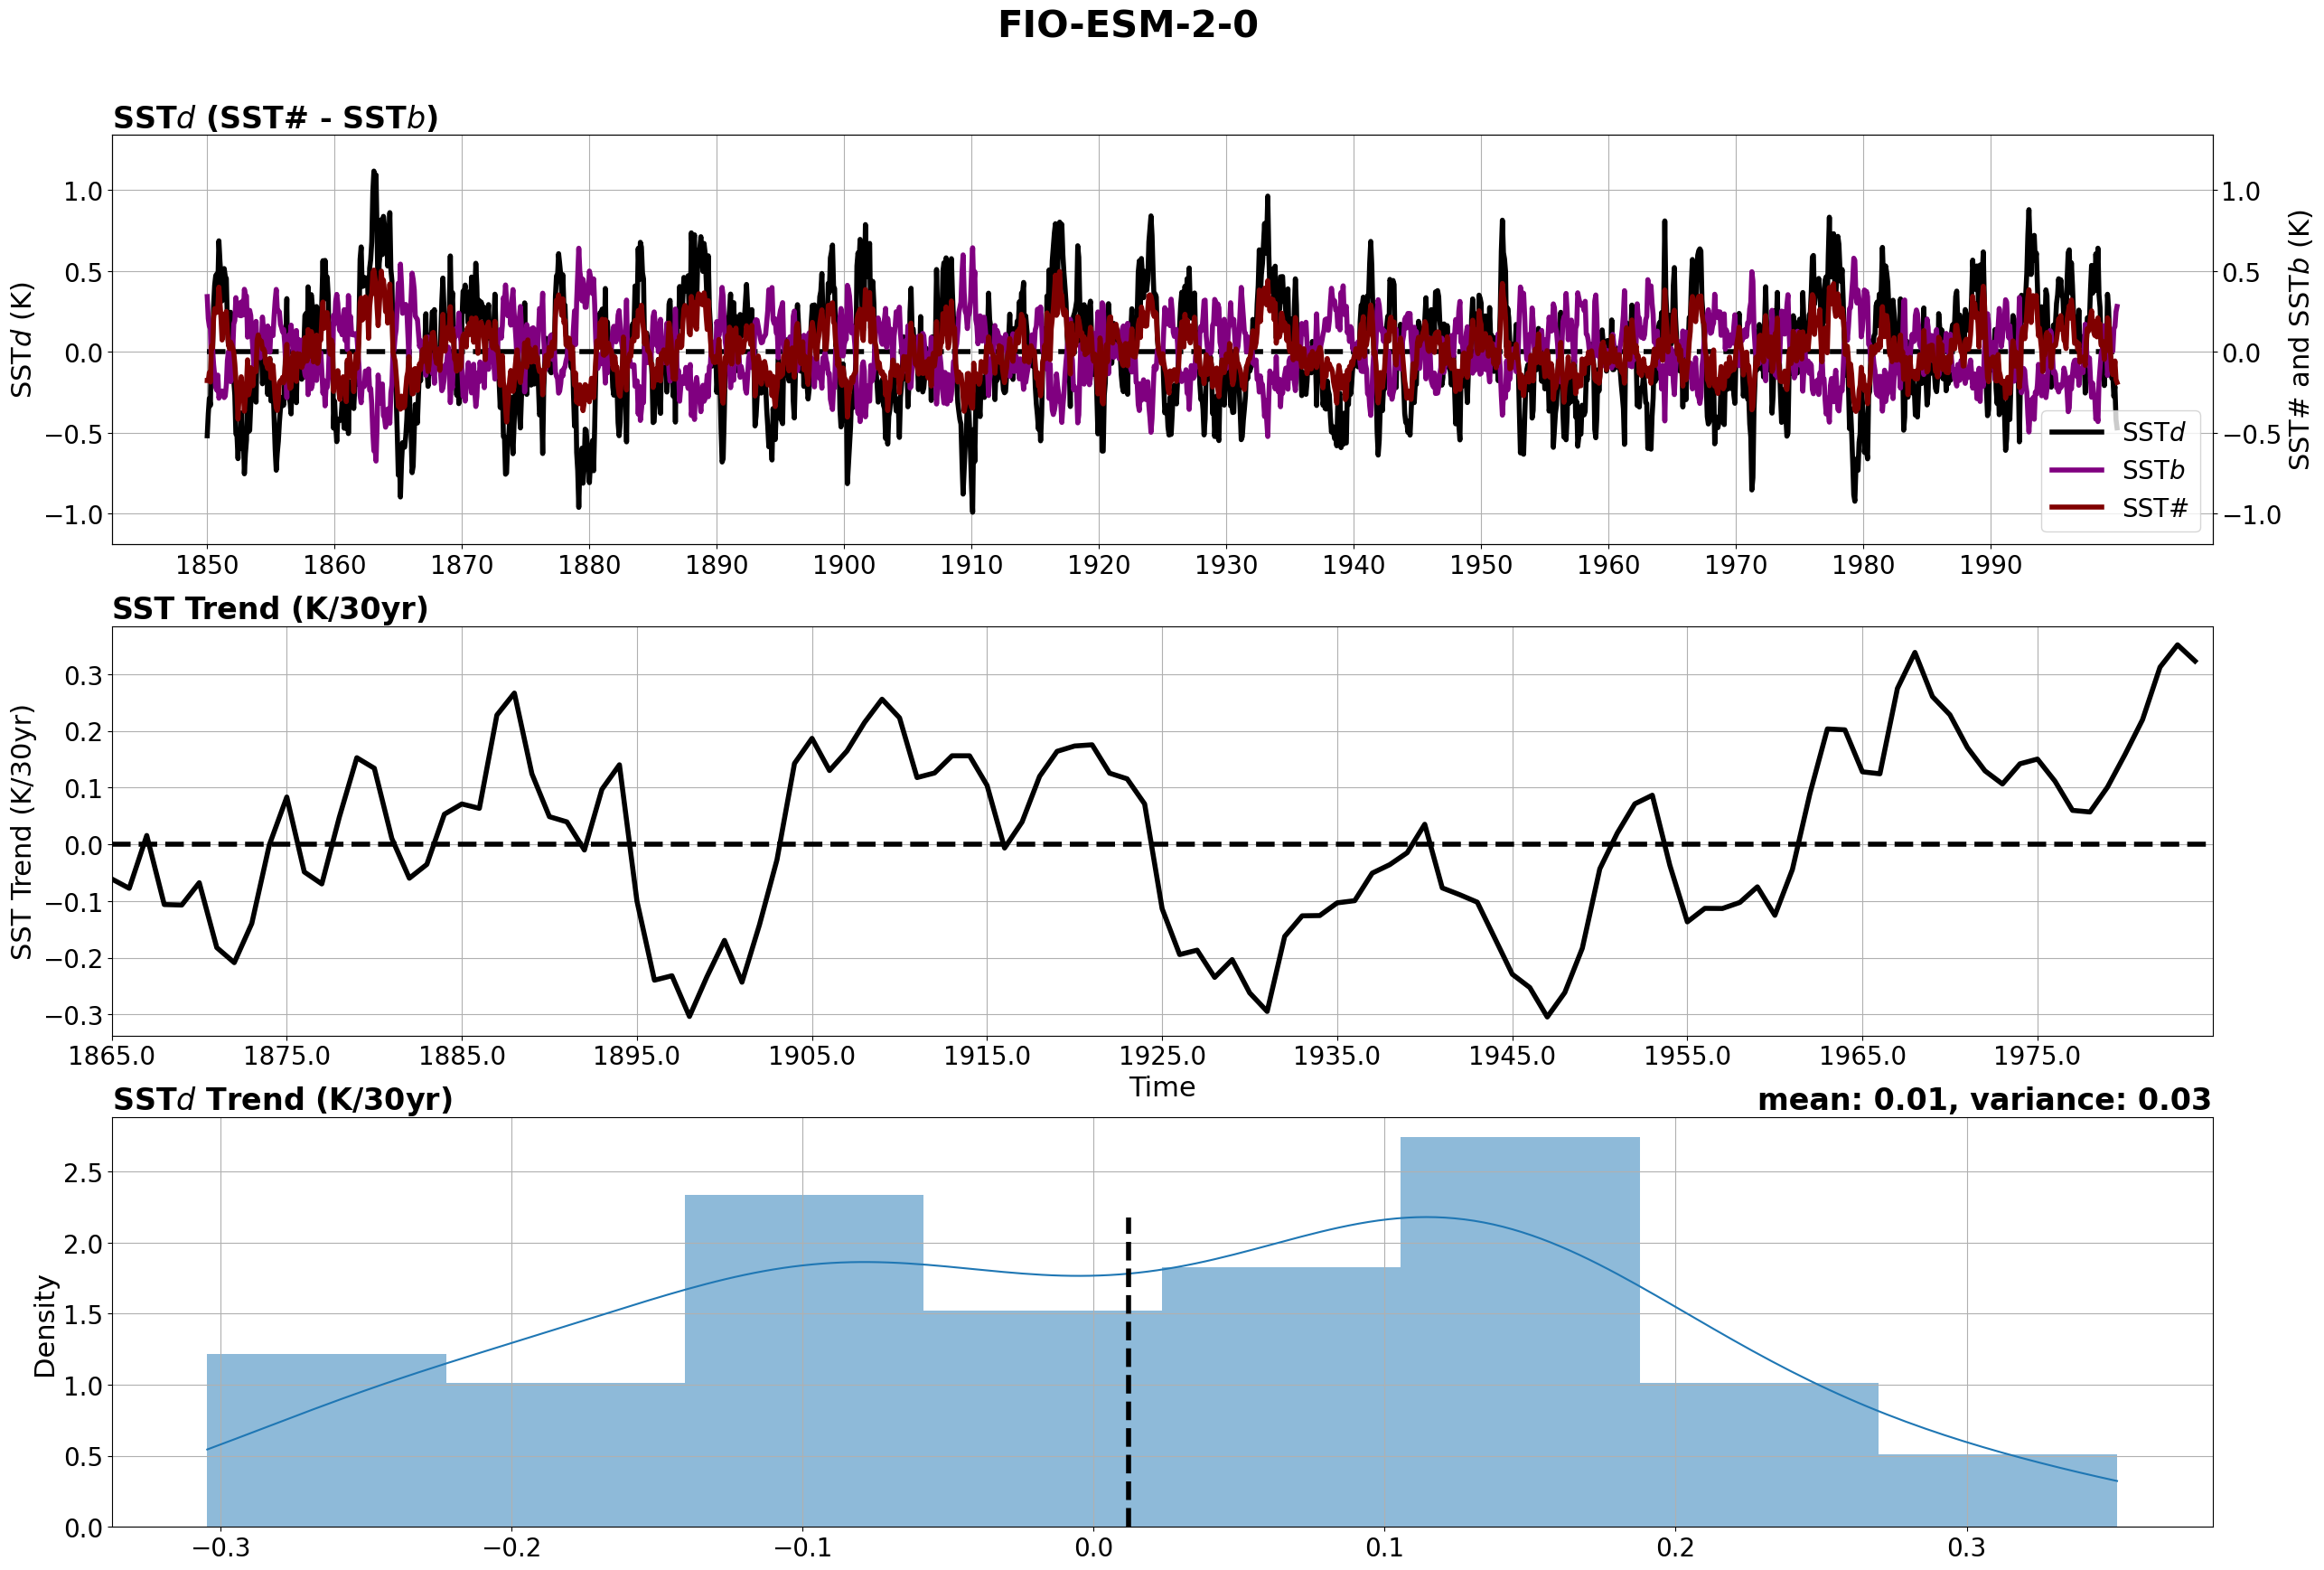 FIO-ESM-2-0
SSTd (SST# - SSTb)
SSTd (K)
1.0
0.5
0.0
−0.5
−1.0
1.0
0.5
0.0
−0.5
−1.0
SST# and SSTb (K)
SSTd
SSTb
SST#
1850 1860 1870 1880 1890 1900 1910 1920 1930 1940 1950 1960 1970 1980 1990
SST Trend (K/30yr)
SST Trend (K/30yr)
0.3
0.2
0.1
0.0
−0.1
−0.2
−0.3
1865.0 1875.0 1885.0 1895.0 1905.0 1915.0 1925.0 1935.0 1945.0 1955.0 1965.0 1975.0
Time
SSTd Trend (K/30yr) mean: 0.01, variance: 0.03
Density
2.5
2.0
1.5
1.0
0.5
0.0
−0.3 −0.2 −0.1 0.0 0.1 0.2 0.3